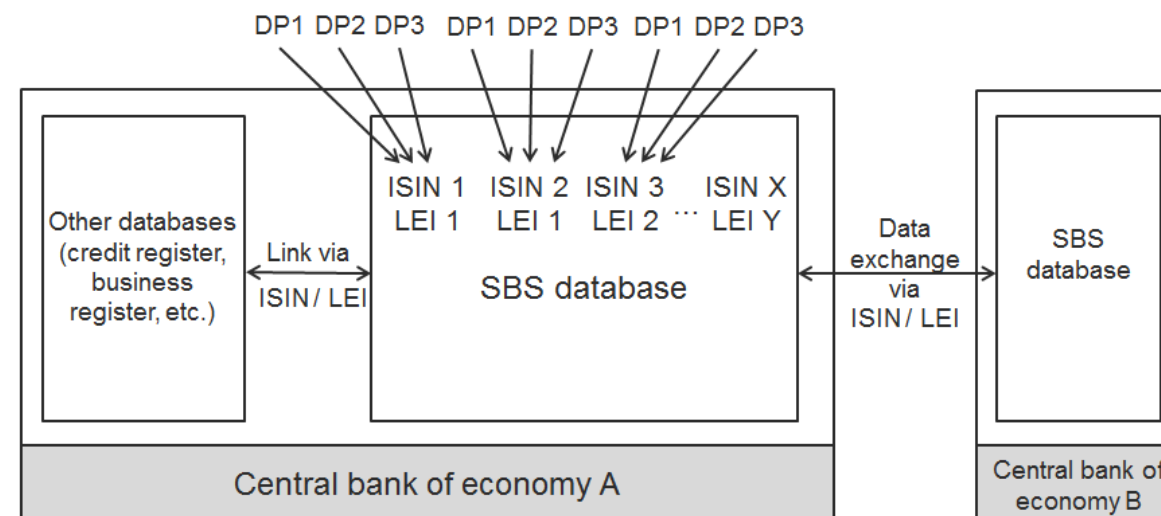 DP1 DP2 DP3 DP1 DP2 DP3 DP1 DP2 DP3
ISIN 1 ISIN 2 ISIN 3 ISIN X
LEI 1 LEI 1 LEI 2 ... LEI Y
SBS database
Other databases
(credit register,
business
register, etc.)
Link via
ISIN / LEI
Data
exchange
via
ISIN / LEI
SBS
database
Central bank of economy A
Central bank of
economy B